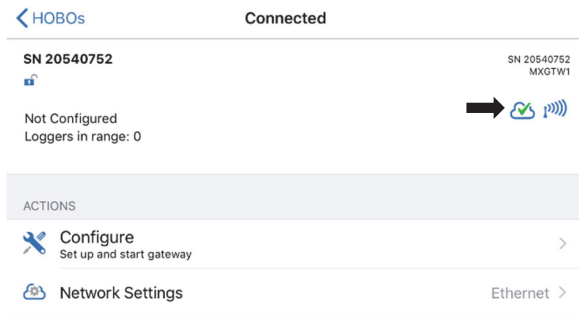 HOBOs
Connected
SN 20540752
SN 20540752
MXGTW1
Not Configured
Loggers in range: 0
ACTIONS
Configure
Set up and start gateway
Network Settings
Ethernet